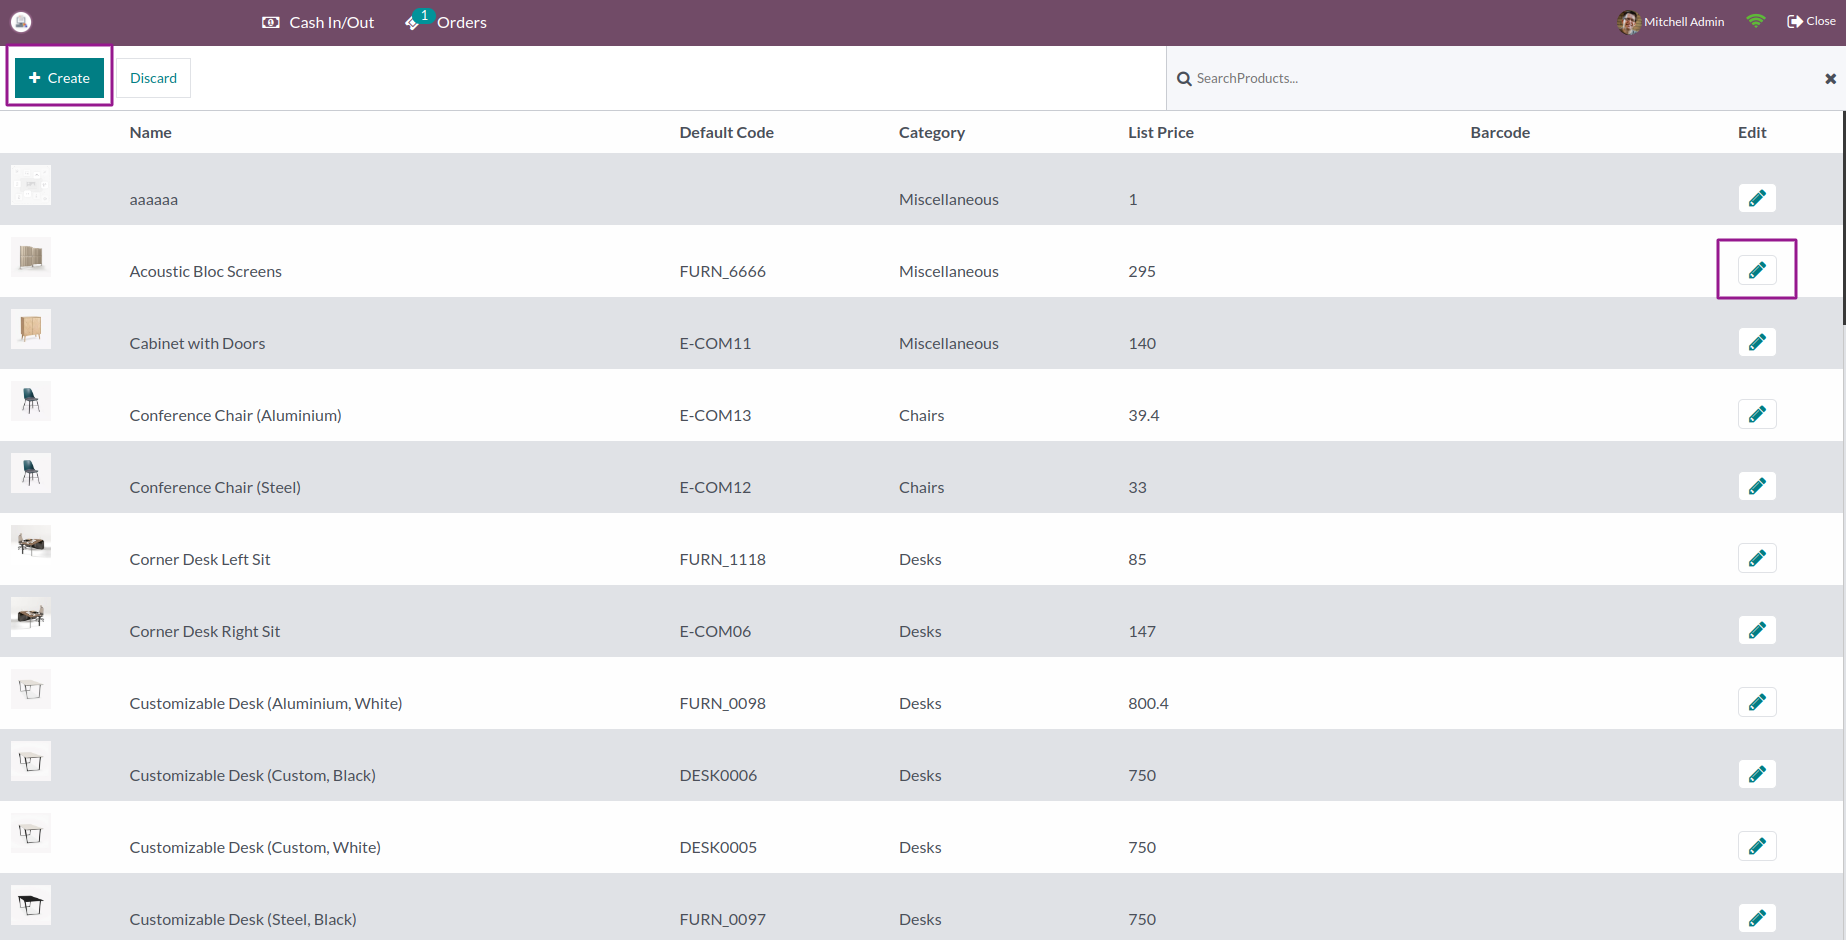 Cash In/Out 1 Orders Mitchell Admin Close
Create Discard SearchProducts...
Name Default Code Category List Price Barcode Edit
aaaaaa Miscellaneous 1
Acoustic Bloc Screens FURN_6666 Miscellaneous 295
Cabinet with Doors E-COM11 Miscellaneous 140
Conference Chair (Aluminium) E-COM13 Chairs 39.4
Conference Chair (Steel) E-COM12 Chairs 33
Corner Desk Left Sit FURN_1118 Desks 85
Corner Desk Right Sit E-COM06 Desks 147
Customizable Desk (Aluminium, White) FURN_0098 Desks 800.4
Customizable Desk (Custom, Black) DESK0006 Desks 750
Customizable Desk (Custom, White) DESK0005 Desks 750
Customizable Desk (Steel, Black) FURN_0097 Desks 750